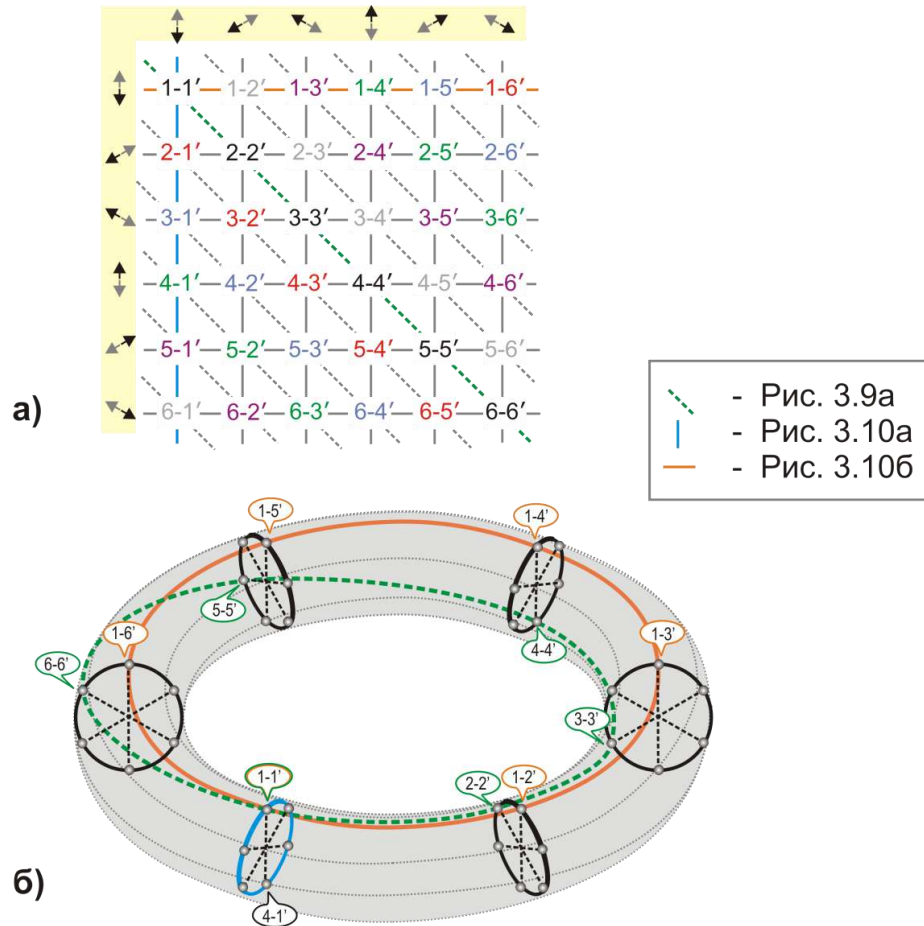 1-1′ 1-2′ 1-3′ 1-4′ 1-5′ 1-6′
2-1′ 2-2′ 2-3′ 2-4′ 2-5′ 2-6′
3-1′ 3-2′ 3-3′ 3-4′ 3-5′ 3-6′
4-1′ 4-2′ 4-3′ 4-4′ 4-5′ 4-6′
5-1′ 5-2′ 5-3′ 5-4′ 5-5′ 5-6′
6-1′ 6-2′ 6-3′ 6-4′ 6-5′ 6-6′
а)
- Рис. 3.9а
- Рис. 3.10а
- Рис. 3.10б
1-5'
1-4'
5-5'
1-6'
4-4'
1-3'
6-6'
3-3'
1-1'
2-2'
1-2'
б)
4-1'